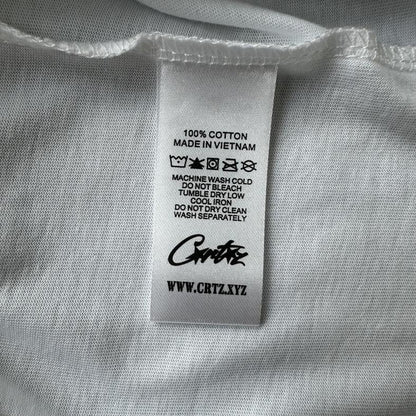 100% COTTON
MADE IN VIETNAM
MACHINE WASH COLD
DO NOT BLEACH
TUMBLE DRY LOW
COOL IRON
DO NOT DRY CLEAN
WASH SEPARATELY
Crtz
WWW.CRTZ.XYZ